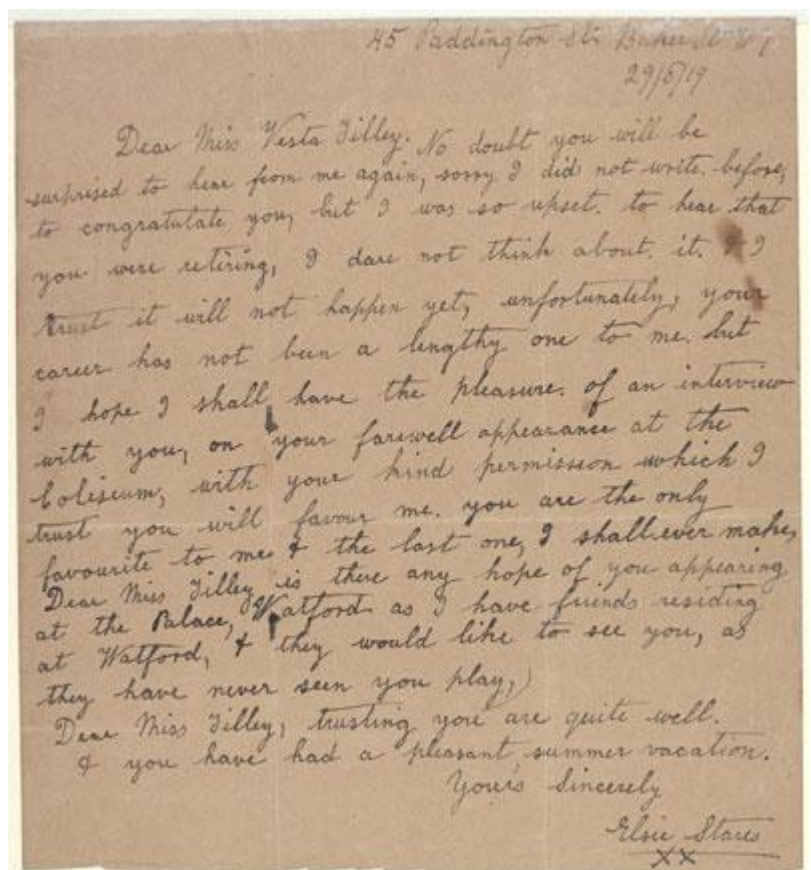 45 Paddington St. Baker St W 1
29/6/19
Dear Miss Vesta Tilley. No doubt you will be
surprised to hear from me again, sorry I did not write. before,
to congratulate you, but I was so upset. to hear that
you were retiring, I dare not think about. it. & I
trust it will not happen yet, unfortunately, your
career has not been a lengthy one to me. but
I hope I shall have the pleasure. of an interview
with you, on your farewell appearance at the
Coliseum, with your kind permission which I
trust you will favour me. you are the only
favourite to me & the last one, I shall ever make,
Dear Miss Tilley is there any hope of you appearing
at the Palace, Watford as I have friends residing
at Watford, & they would like to see you, as
they have never seen you play,)
Dear Miss Tilley, trusting you are quite well.
& you have had a pleasant summer vacation.
Yours Sincerely
Elsie Stares
XX